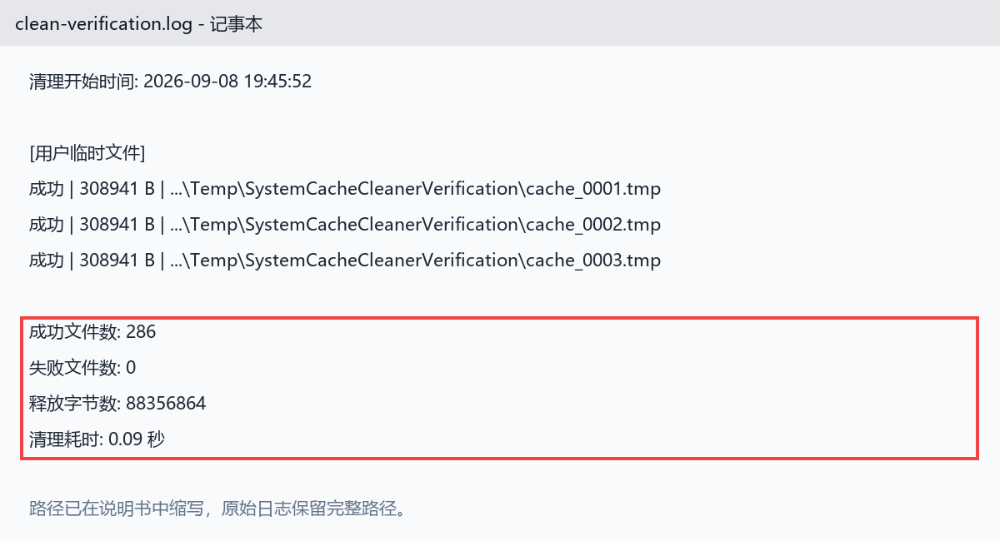 clean-verification.log - 记事本
清理开始时间: 2026-09-08 19:45:52
[用户临时文件]
成功 | 308941 B | ...\Temp\SystemCacheCleanerVerification\cache_0001.tmp
成功 | 308941 B | ...\Temp\SystemCacheCleanerVerification\cache_0002.tmp
成功 | 308941 B | ...\Temp\SystemCacheCleanerVerification\cache_0003.tmp
成功文件数: 286
失败文件数: 0
释放字节数: 88356864
清理耗时: 0.09 秒
路径已在说明书中缩写，原始日志保留完整路径。